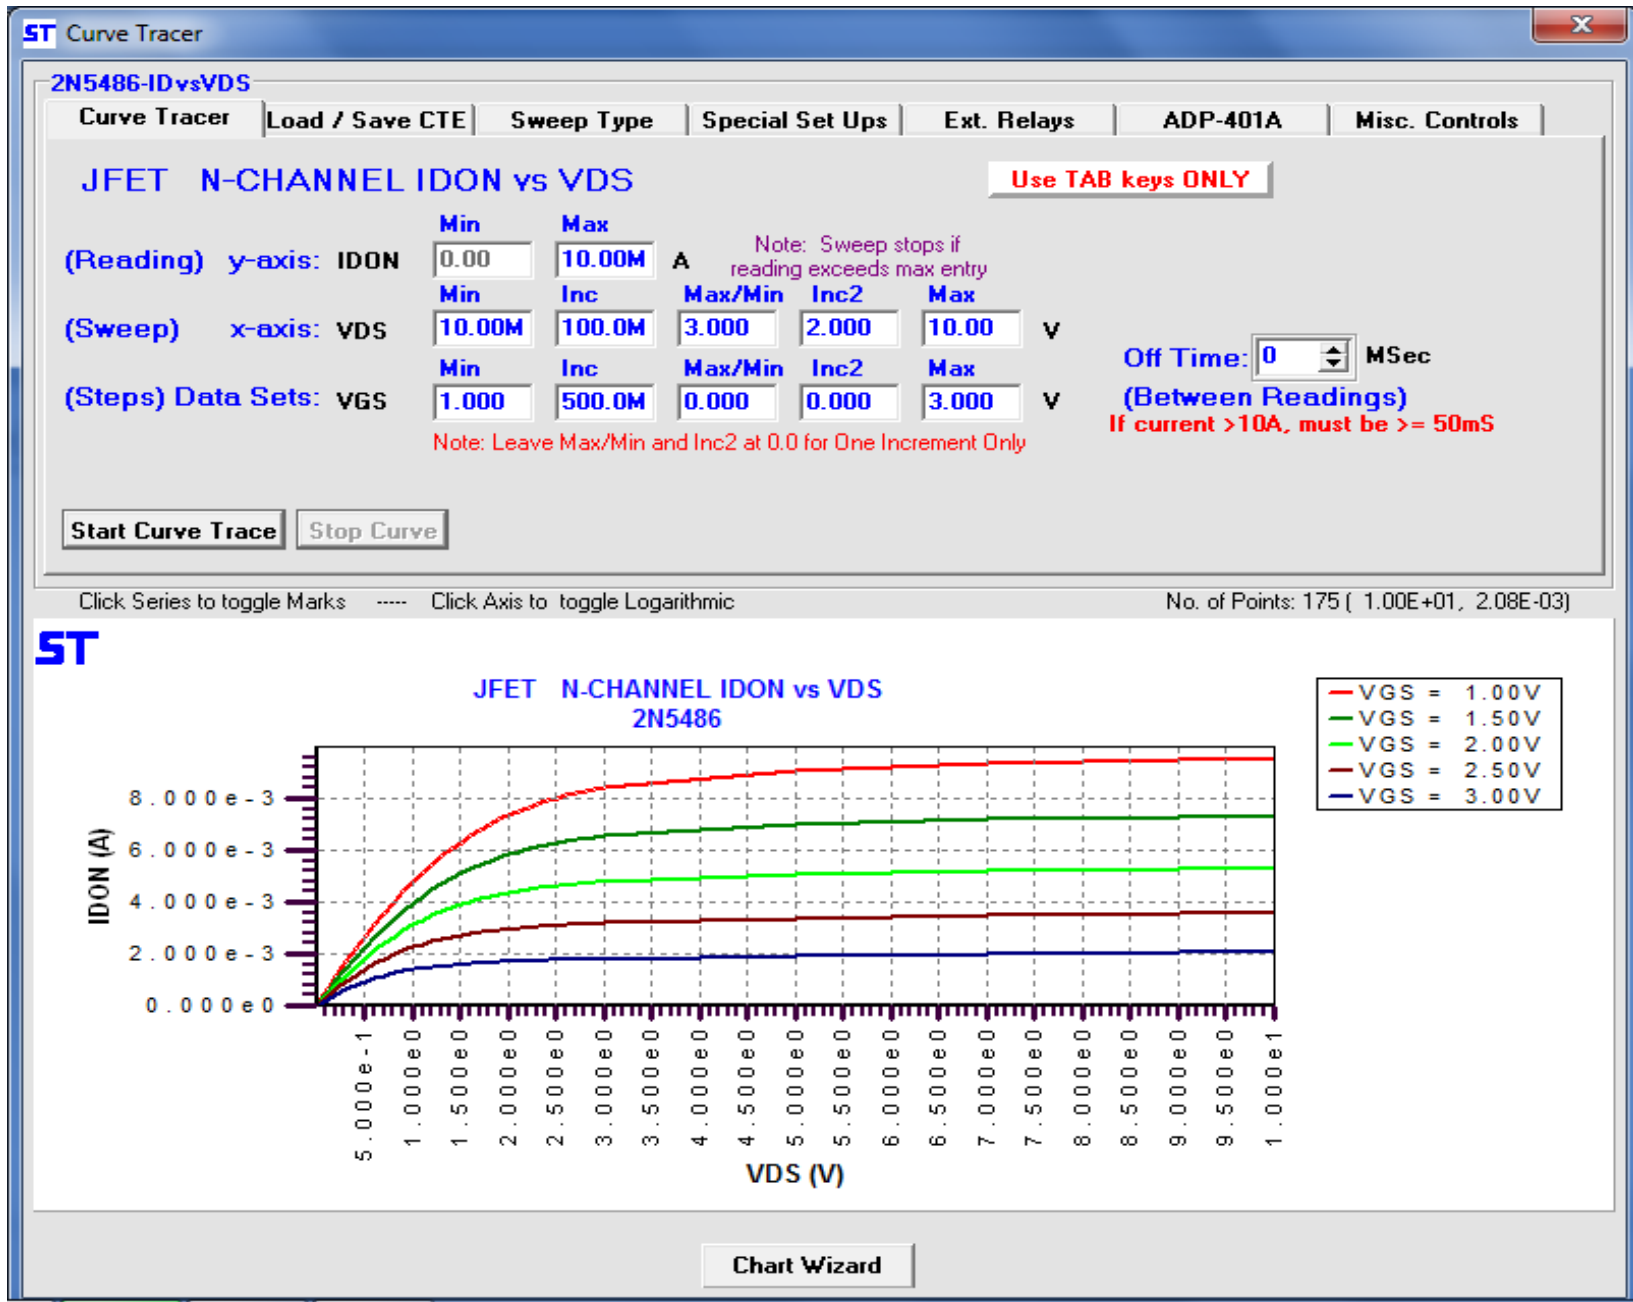 ST Curve Tracer
2N5486-IDvsVDS
Curve Tracer Load / Save CTE Sweep Type Special Set Ups Ext. Relays ADP-401A Misc. Controls
JFET N-CHANNEL IDON vs VDS
Use TAB keys ONLY
Min Max
(Reading) y-axis: IDON 0.00 10.00M A
Note: Sweep stops if
reading exceeds max entry
Min Inc Max/Min Inc2 Max
(Sweep) x-axis: VDS 10.00M 100.0M 3.000 2.000 10.00 V
Off Time: 0 MSec
Min Inc Max/Min Inc2 Max
(Steps) Data Sets: VGS 1.000 500.0M 0.000 0.000 3.000 V
(Between Readings)
If current >10A, must be >= 50mS
Note: Leave Max/Min and Inc2 at 0.0 for One Increment Only
Start Curve Trace Stop Curve
Click Series to toggle Marks ----- Click Axis to toggle Logarithmic
No. of Points: 175 ( 1.00E+01, 2.08E-03)
ST
JFET N-CHANNEL IDON vs VDS
2N5486
VGS = 1.00V
VGS = 1.50V
VGS = 2.00V
VGS = 2.50V
VGS = 3.00V
IDON (A)
8.000e-3
6.000e-3
4.000e-3
2.000e-3
0.000e0
5.000e-1
1.000e0
1.500e0
2.000e0
2.500e0
3.000e0
3.500e0
4.000e0
4.500e0
5.000e0
5.500e0
6.000e0
6.500e0
7.000e0
7.500e0
8.000e0
8.500e0
9.000e0
9.500e0
1.000e1
VDS (V)
Chart Wizard